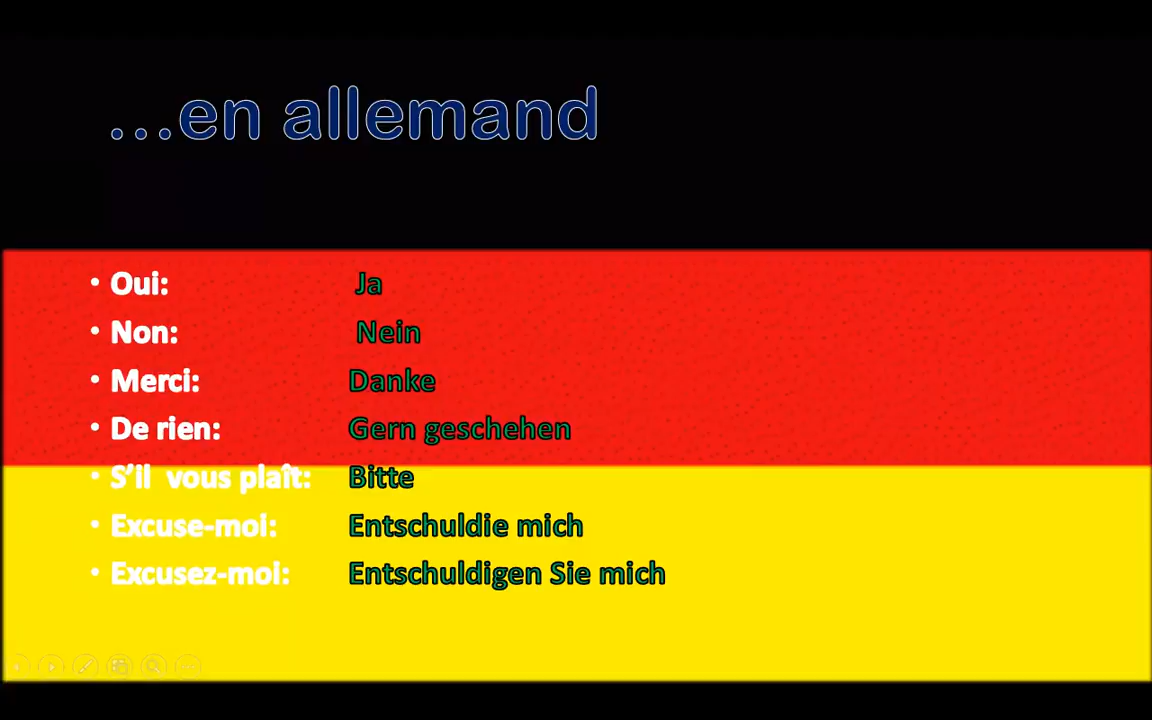 ...en allemand
• Oui: Ja
• Non: Nein
• Merci: Danke
• De rien: Gern geschehen
• S’il vous plaît: Bitte
• Excuse-moi: Entschuldie mich
• Excusez-moi: Entschuldigen Sie mich